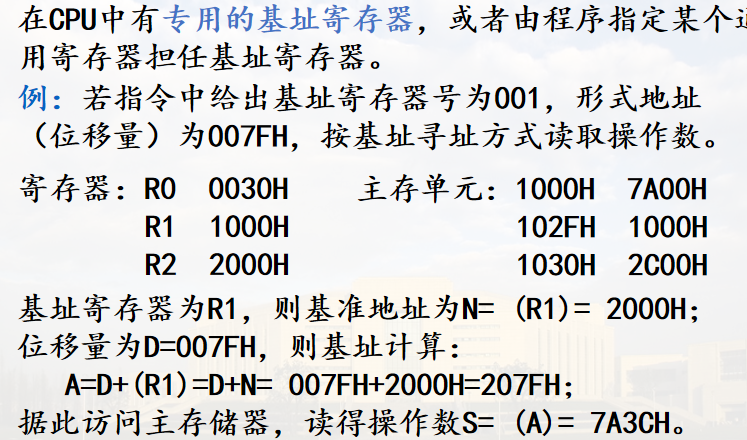 在CPU中有专用的基址寄存器，或者由程序指定某个通
用寄存器担任基址寄存器。
例：若指令中给出基址寄存器号为001，形式地址
（位移量）为007FH，按基址寻址方式读取操作数。
寄存器：R0 0030H 主存单元：1000H 7A00H
R1 1000H 102FH 1000H
R2 2000H 1030H 2C00H
基准寄存器为R1，则基准地址为N= (R1)= 2000H；
位移量为D=007FH，则基址计算：
A=D+(R1)=D+N= 007FH+2000H=207FH；
据此访问主存储器，读得操作数S= (A)= 7A3CH。